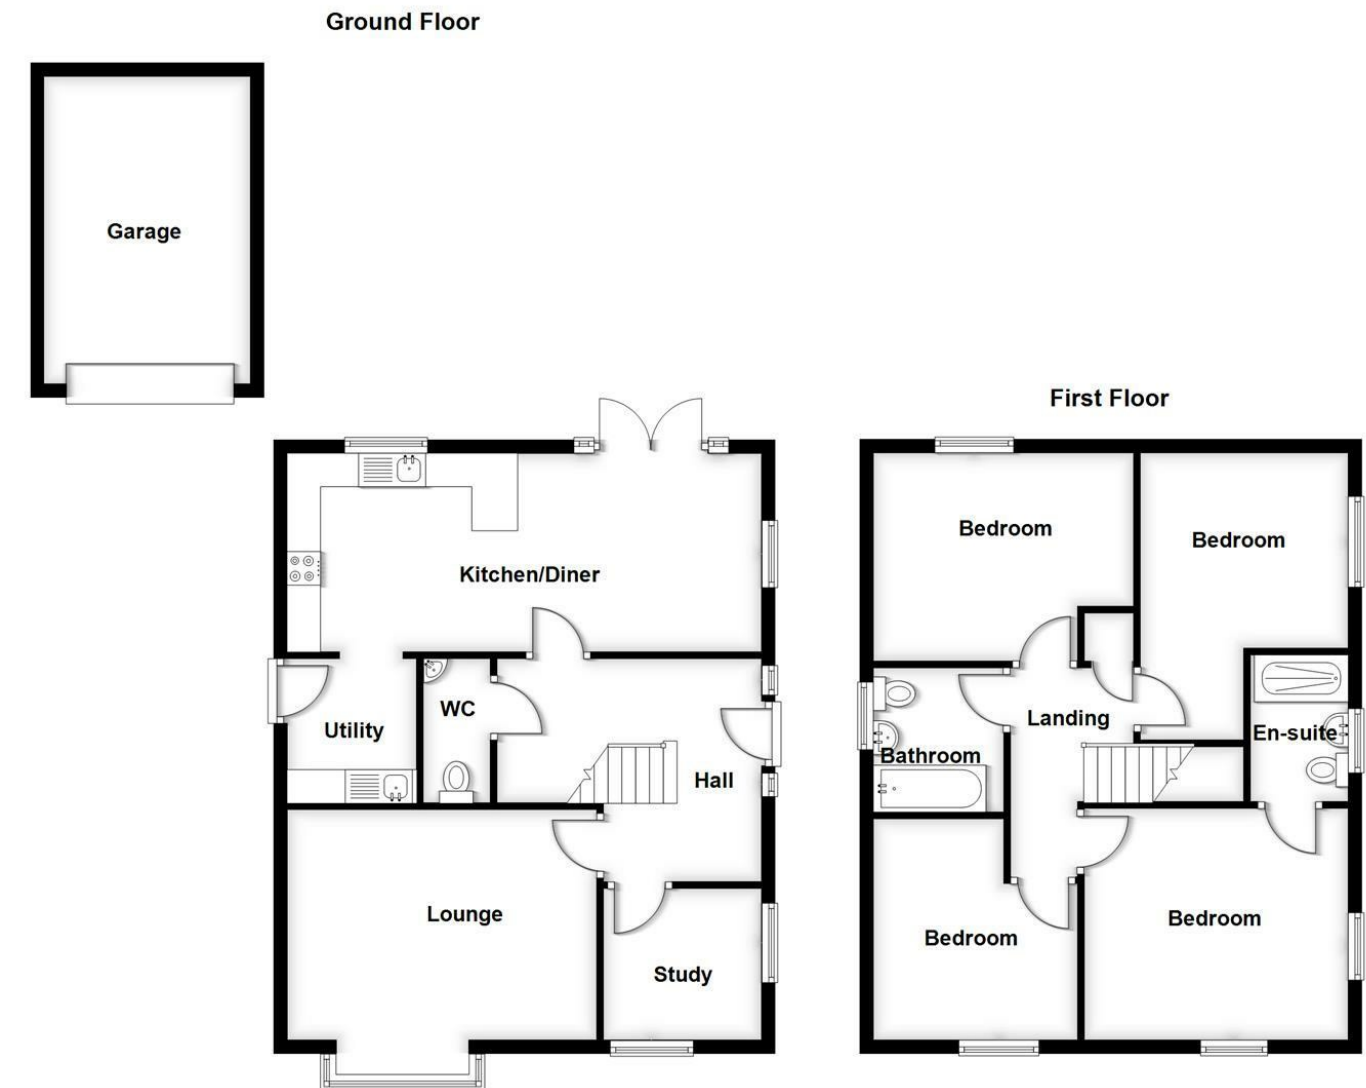 Ground Floor
Garage
Kitchen/Diner
Utility
WC
Hall
Lounge
Study
First Floor
Bedroom
Bedroom
Landing
Bathroom
En-suite
Bedroom
Bedroom